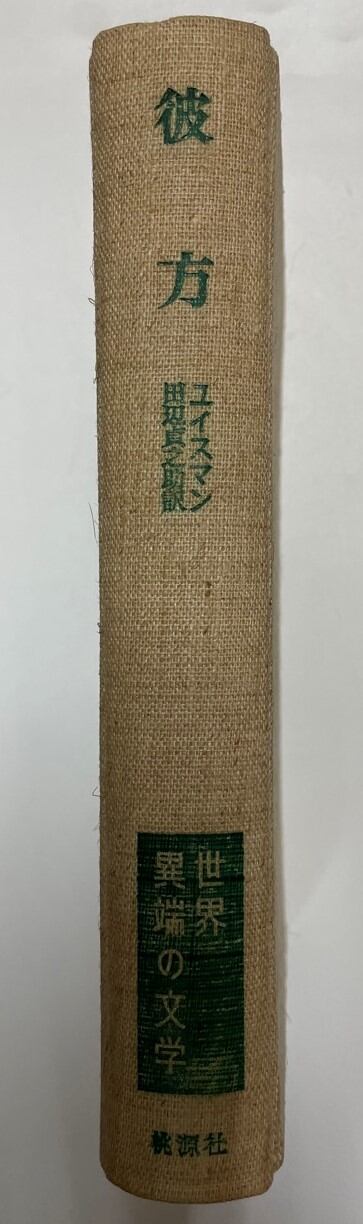 彼方
ユイスマン
田辺貞之助訳
世界
異端の文学
桃源社